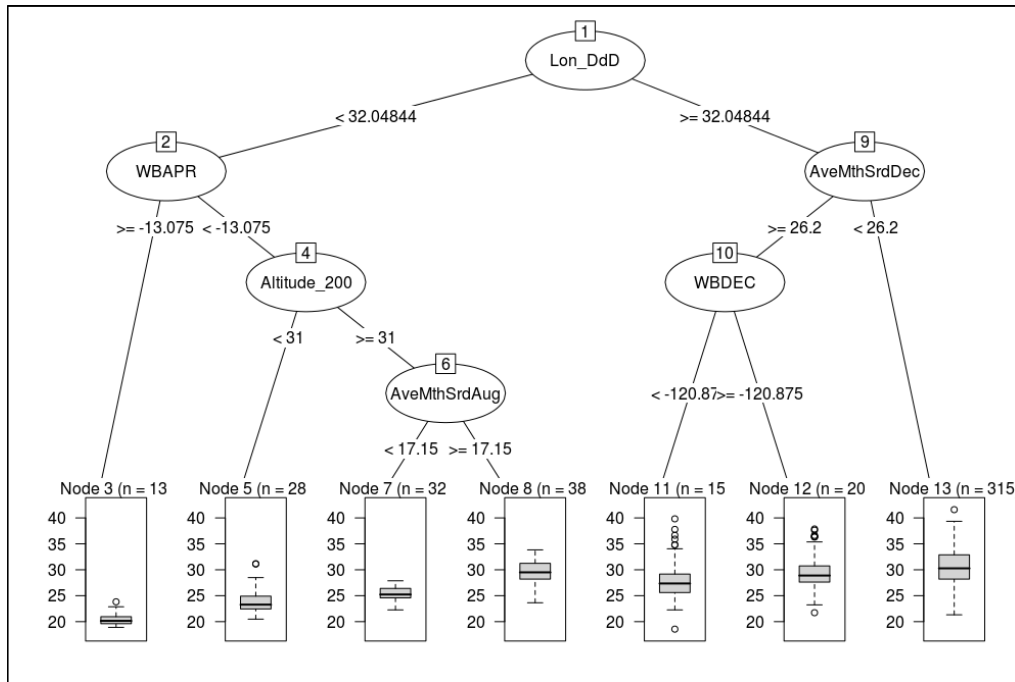 1
Lon_DdD
< 32.04844
>= 32.04844
2
WBAPR
9
AveMthSrdDec
>= -13.075
< -13.075
>= 26.2
< 26.2
4
Altitude_200
10
WBDEC
< 31
>= 31
6
AveMthSrdAug
< -120.87
>= -120.875
< 17.15
>= 17.15
Node 3 (n = 13
Node 5 (n = 28
Node 7 (n = 32
Node 8 (n = 38
Node 11 (n = 15
Node 12 (n = 20
Node 13 (n = 315
40 40 40 40 40 40 40
35 35 35 35 35 35 35
30 30 30 30 30 30 30
25 25 25 25 25 25 25
20 20 20 20 20 20 20